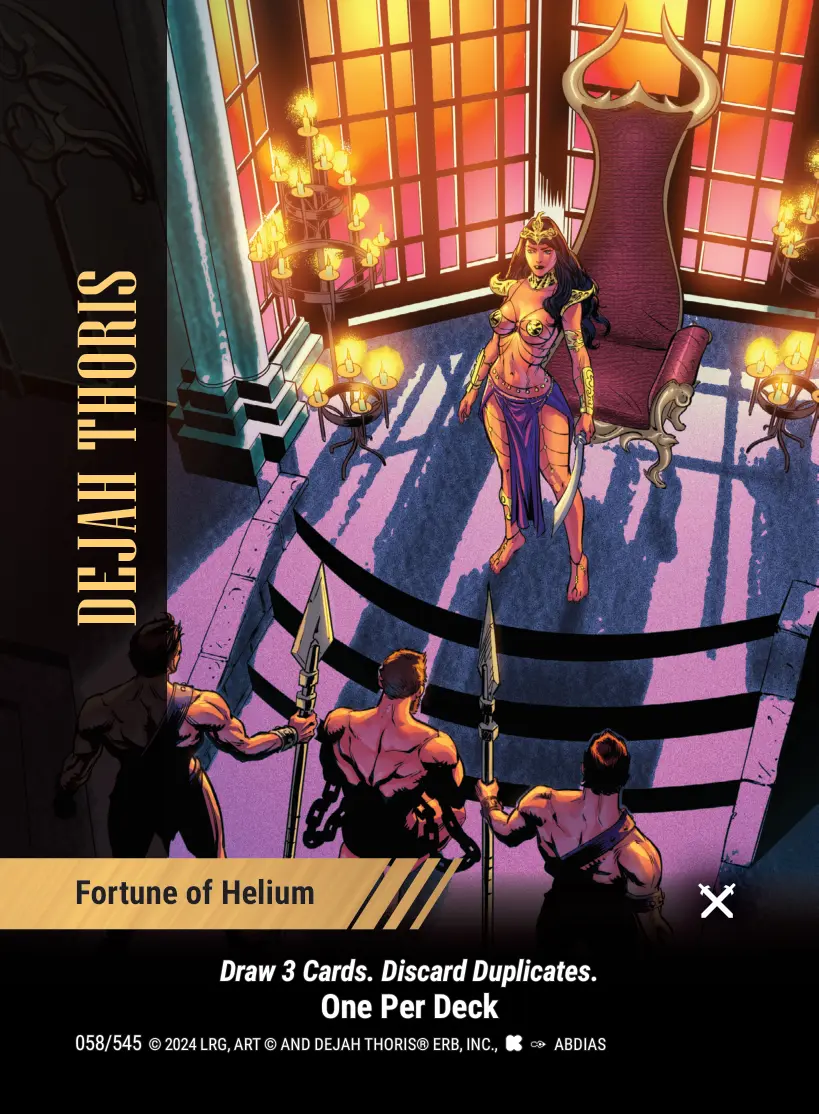 DEJAH THORIS
Fortune of Helium
Draw 3 Cards. Discard Duplicates.
One Per Deck
058/545 © 2024 LRG, ART © AND DEJAH THORIS® ERB, INC., ABDIAS